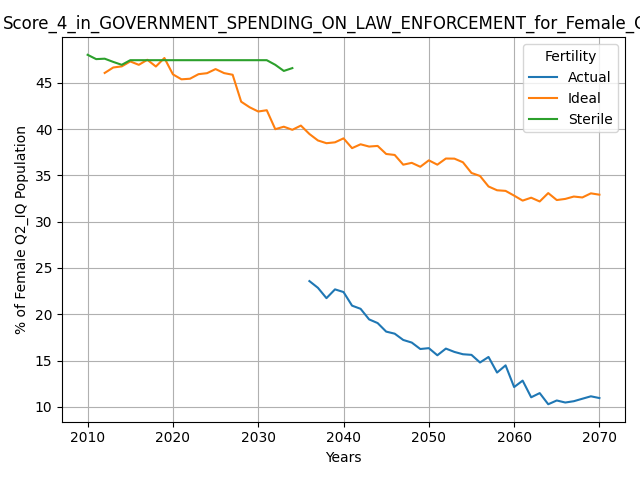 Score_4_in_GOVERNMENT_SPENDING_ON_LAW_ENFORCEMENT_for_Female_
Fertility
Actual
Ideal
Sterile
% of Female Q2_IQ Population
45
40
35
30
25
20
15
10
2010 2020 2030 2040 2050 2060 2070
Years